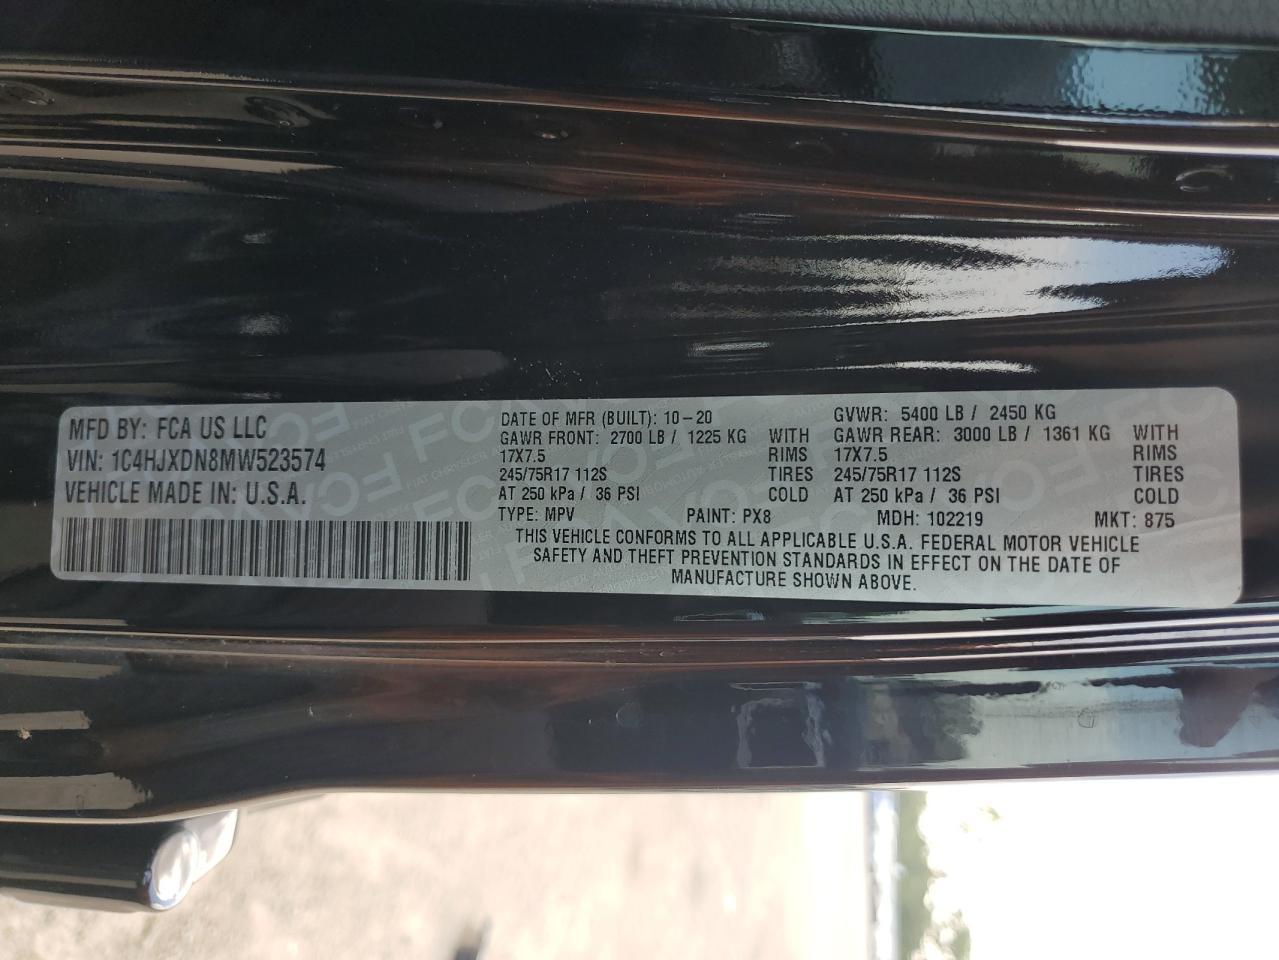 MFD BY: FCA US LLC
VIN: 1C4HJXDN8MW523574
VEHICLE MADE IN: U.S.A.
DATE OF MFR (BUILT): 10-20
GAWR FRONT: 2700 LB / 1225 KG WITH
17X7.5 RIMS
245/75R17 112S TIRES
AT 250 kPa / 36 PSI COLD
GVWR: 5400 LB / 2450 KG
GAWR REAR: 3000 LB / 1361 KG WITH
17X7.5 RIMS
245/75R17 112S TIRES
AT 250 kPa / 36 PSI COLD
TYPE: MPV PAINT: PX8 MDH: 102219 MKT: 875
THIS VEHICLE CONFORMS TO ALL APPLICABLE U.S.A. FEDERAL MOTOR VEHICLE
SAFETY AND THEFT PREVENTION STANDARDS IN EFFECT ON THE DATE OF
MANUFACTURE SHOWN ABOVE.